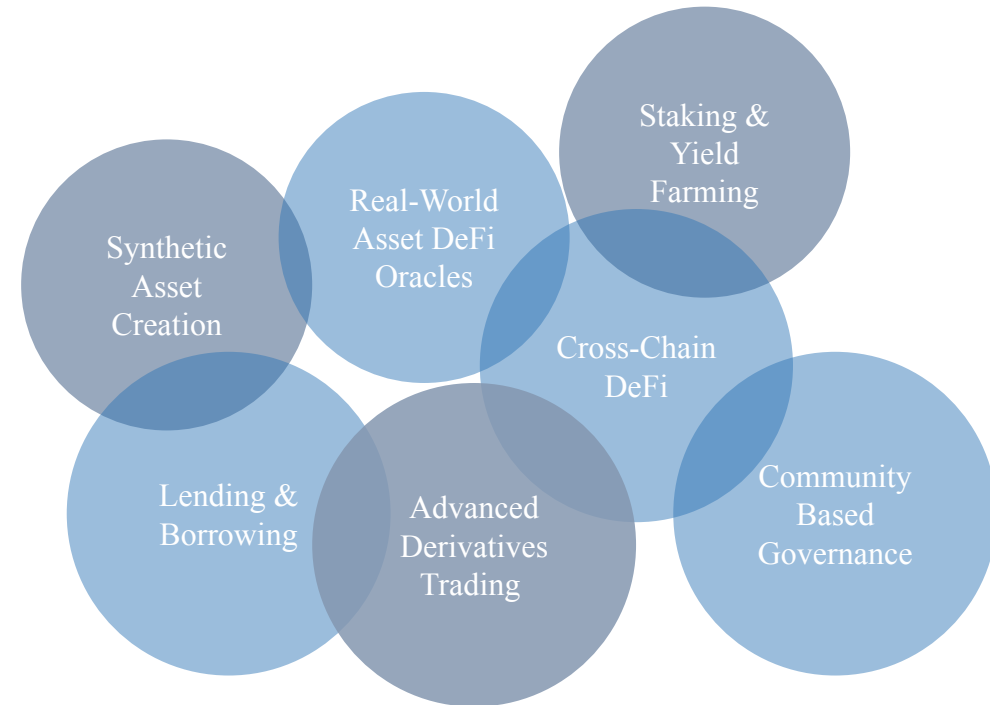 Staking &
Yield
Farming
Real-World
Asset DeFi
Oracles
Synthetic
Asset
Creation
Cross-Chain
DeFi
Lending &
Borrowing
Advanced
Derivatives
Trading
Community
Based
Governance